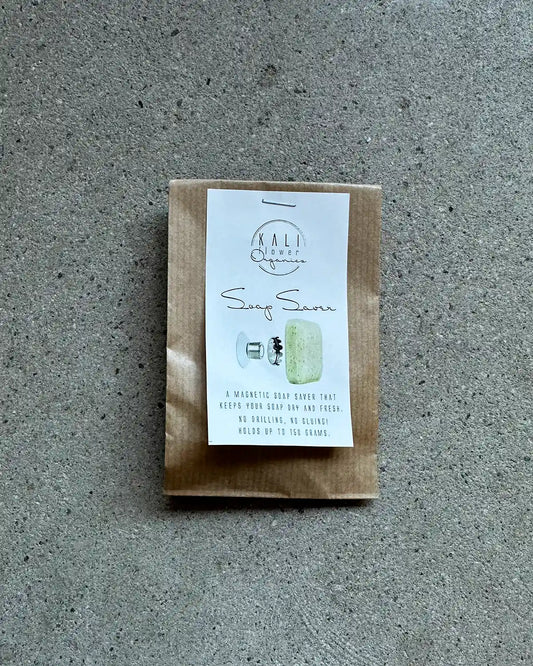 KALI
flower
Organics
Soap Saver
A MAGNETIC SOAP SAVER THAT
KEEPS YOUR SOAP DRY AND FRESH.
NO DRILLING, NO GLUING!
HOLDS UP TO 150 GRAMS.